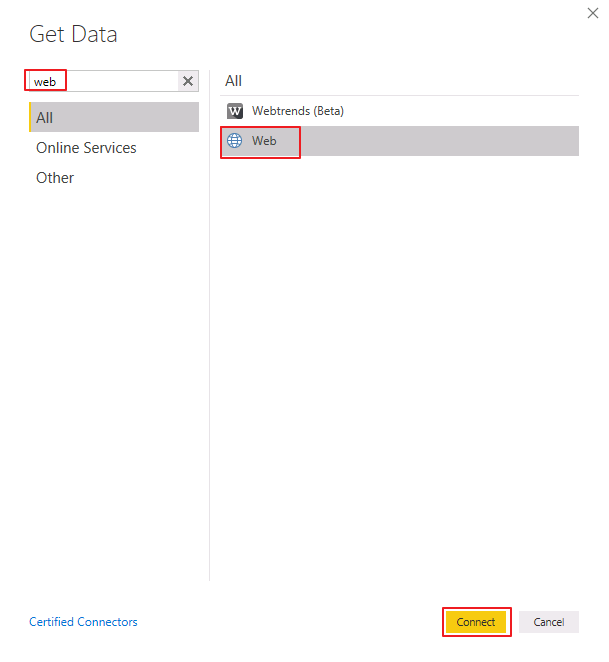 Get Data
web
All
Online Services
Other
All
Webtrends (Beta)
Web
Certified Connectors
Connect
Cancel